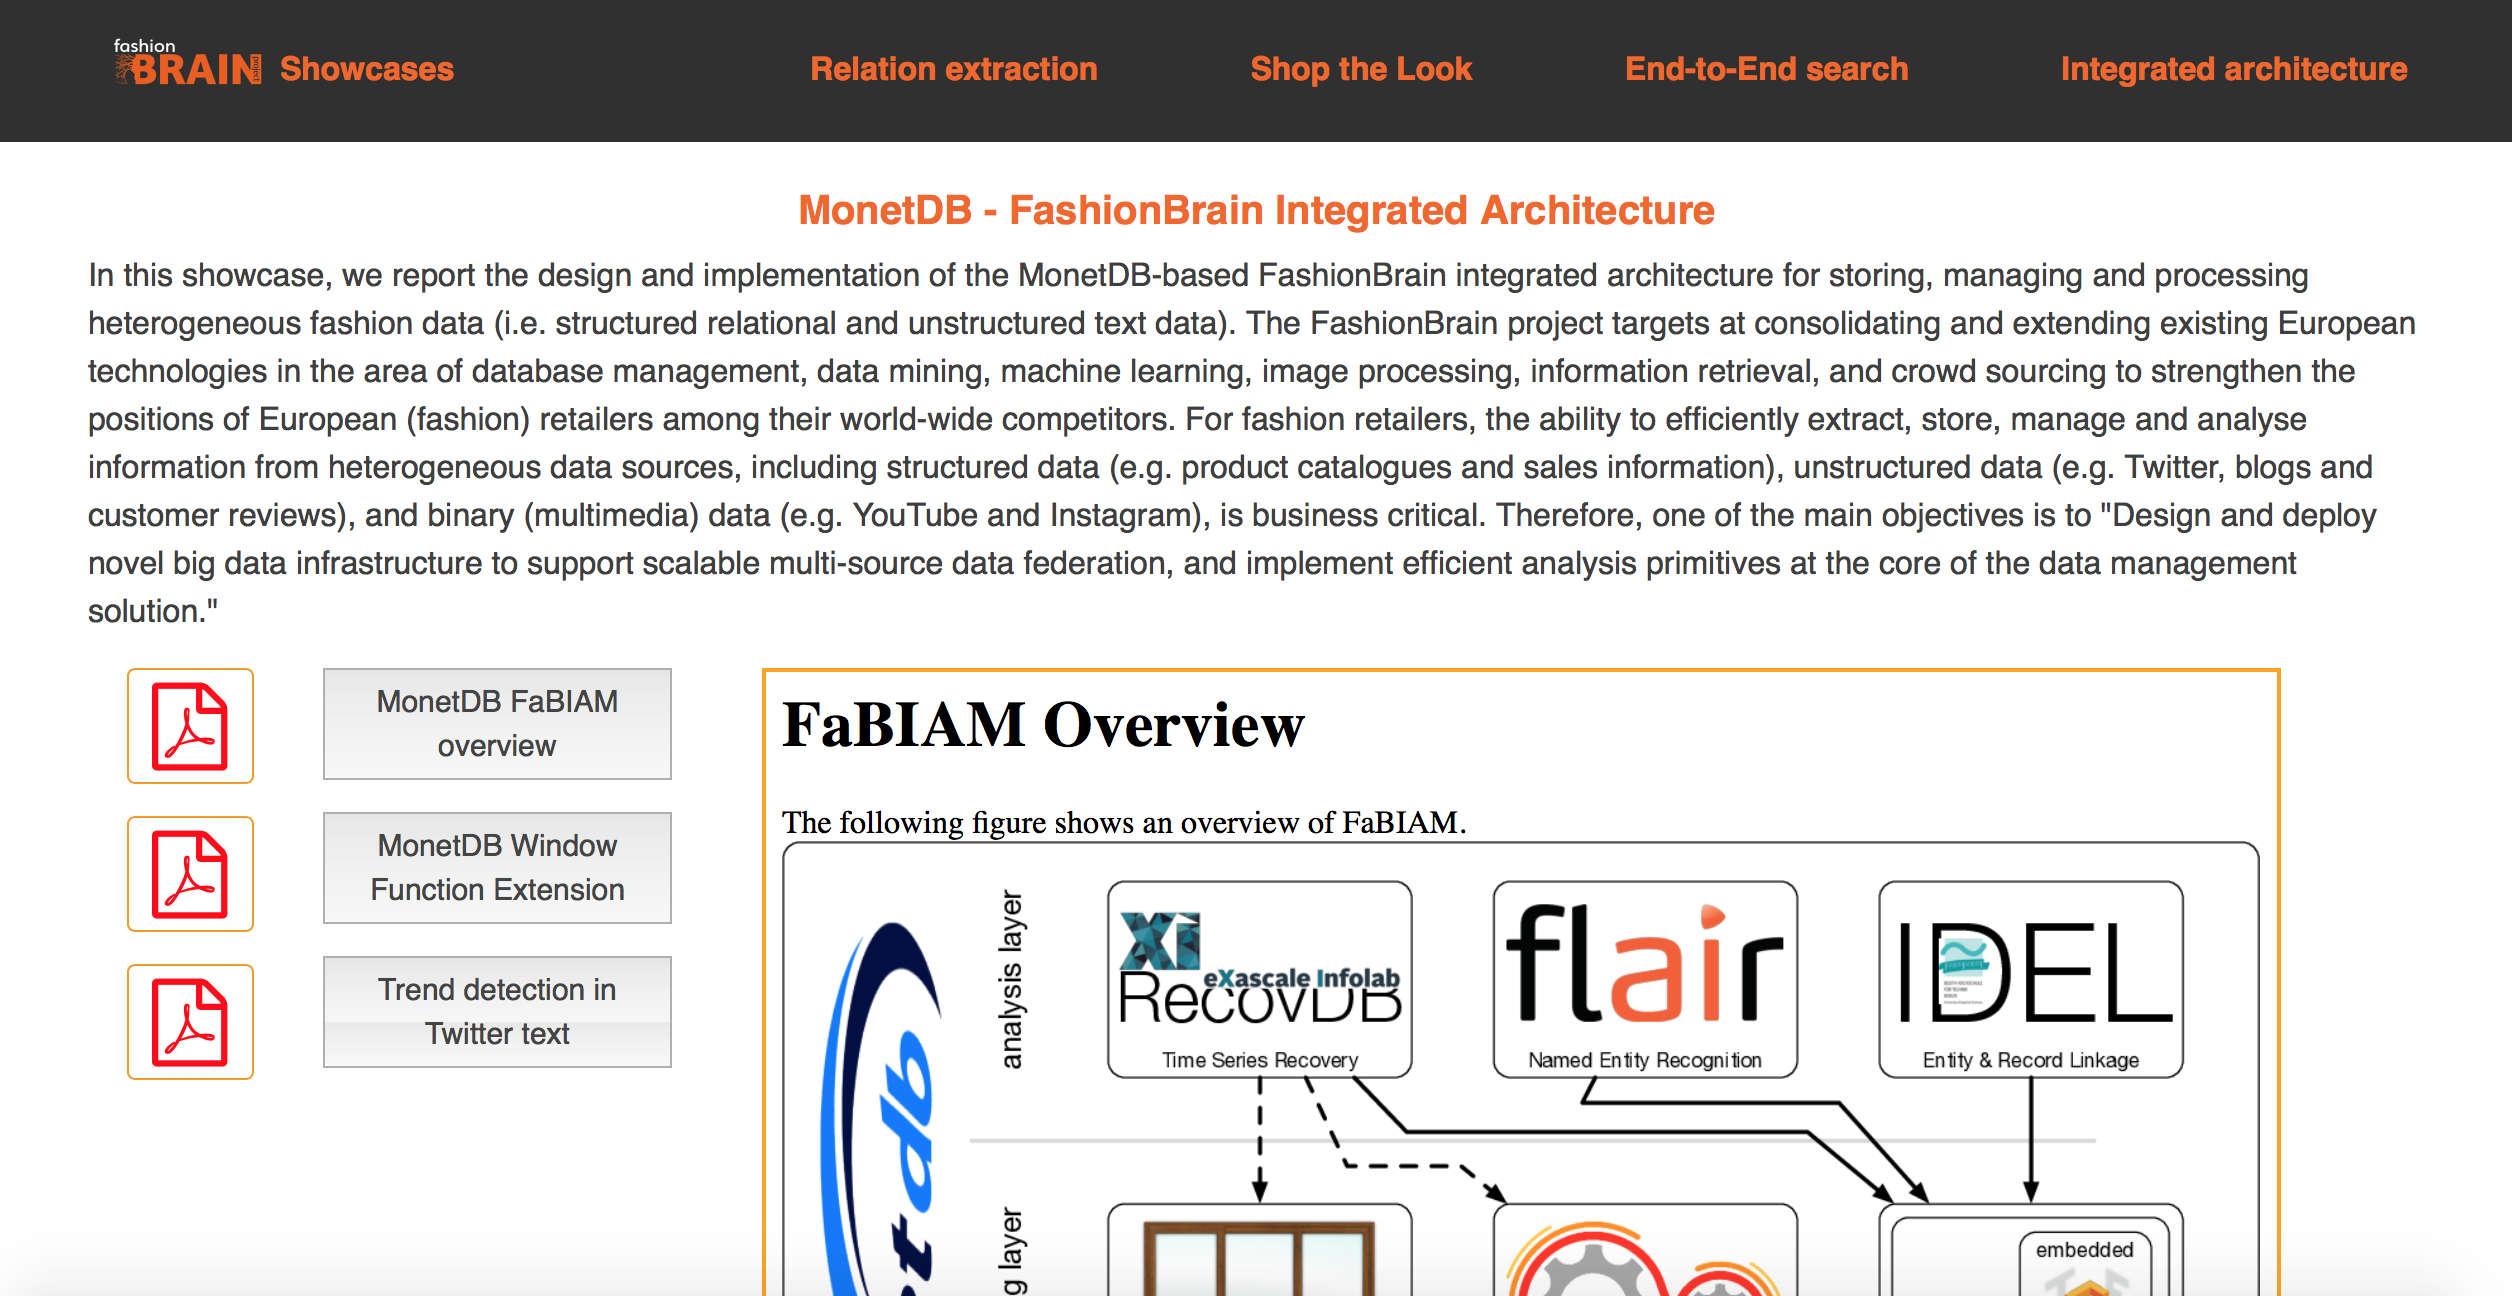 fashion
BRAIN project Showcases
Relation extraction
Shop the Look
End-to-End search
Integrated architecture
MonetDB - FashionBrain Integrated Architecture
In this showcase, we report the design and implementation of the MonetDB-based FashionBrain integrated architecture for storing, managing and processing
heterogeneous fashion data (i.e. structured relational and unstructured text data). The FashionBrain project targets at consolidating and extending existing European
technologies in the area of database management, data mining, machine learning, image processing, information retrieval, and crowd sourcing to strengthen the
positions of European (fashion) retailers among their world-wide competitors. For fashion retailers, the ability to efficiently extract, store, manage and analyse
information from heterogeneous data sources, including structured data (e.g. product catalogues and sales information), unstructured data (e.g. Twitter, blogs and
customer reviews), and binary (multimedia) data (e.g. YouTube and Instagram), is business critical. Therefore, one of the main objectives is to "Design and deploy
novel big data infrastructure to support scalable multi-source data federation, and implement efficient analysis primitives at the core of the data management
solution."
MonetDB FaBIAM
overview
MonetDB Window
Function Extension
Trend detection in
Twitter text
FaBIAM Overview
The following figure shows an overview of FaBIAM.
analysis layer
Xi
eXascale Infolab
RecovDB
Time Series Recovery
flair
Named Entity Recognition
IDEL
Entity & Record Linkage
tdb
g layer
embedded